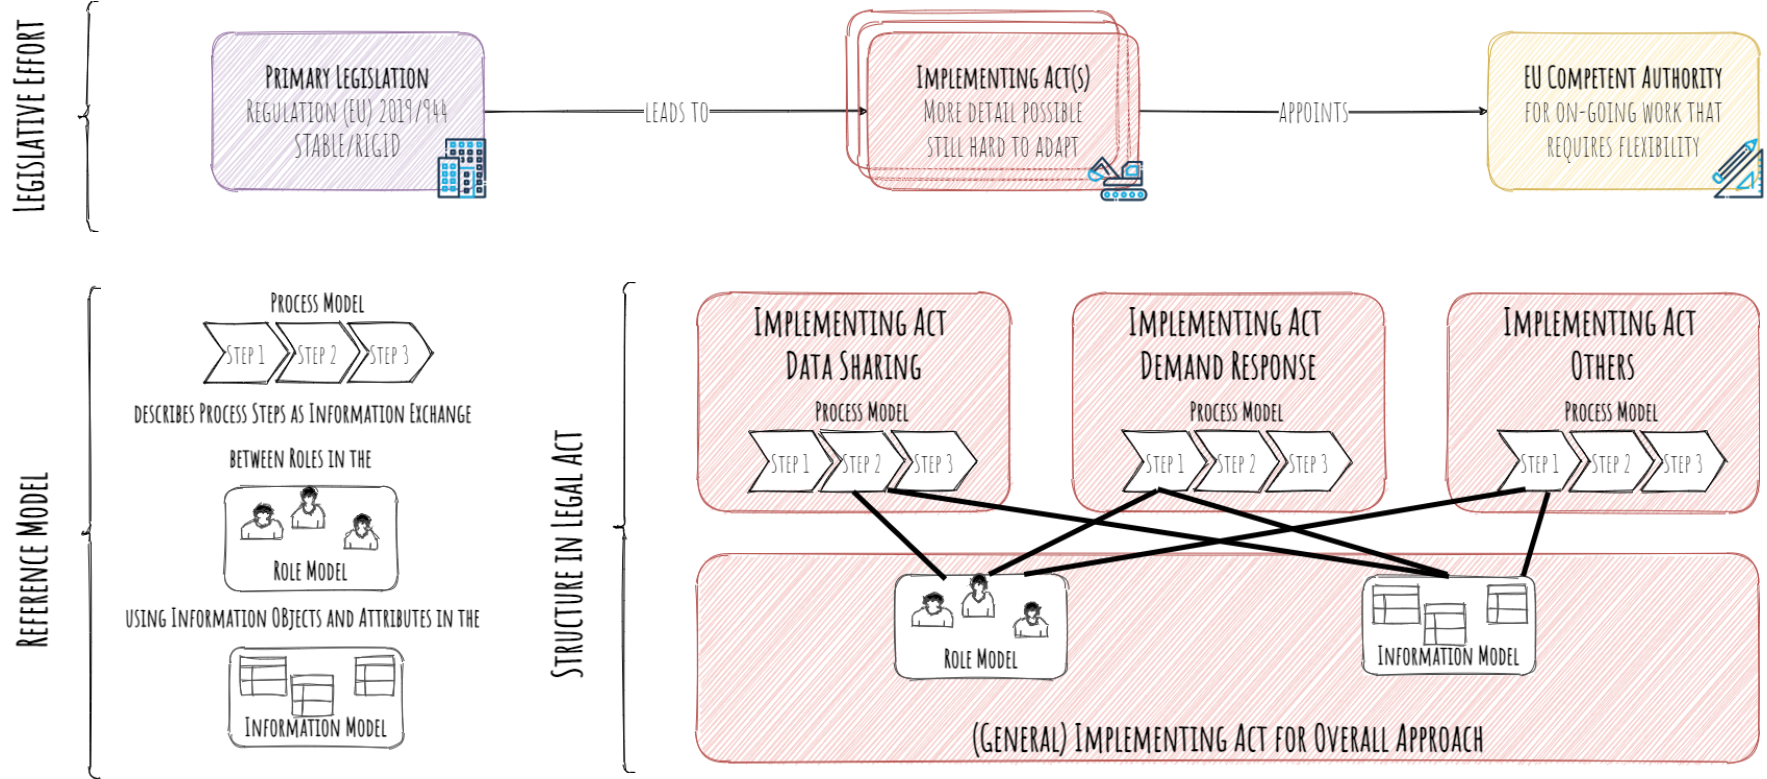 LEGISLATIVE EFFORT
PRIMARY LEGISLATION
REGULATION (EU) 2019/944
STABLE/RIGID
LEADS TO
IMPLEMENTING ACT(S)
MORE DETAIL POSSIBLE
STILL HARD TO ADAPT
APPOINTS
EU COMPETENT AUTHORITY
FOR ON-GOING WORK THAT
REQUIRES FLEXIBILITY
REFERENCE MODEL
PROCESS MODEL
STEP 1
STEP 2
STEP 3
DESCRIBES PROCESS STEPS AS INFORMATION EXCHANGE
BETWEEN ROLES IN THE
ROLE MODEL
USING INFORMATION OBJECTS AND ATTRIBUTES IN THE
INFORMATION MODEL
STRUCTURE IN LEGAL ACT
IMPLEMENTING ACT
DATA SHARING
PROCESS MODEL
STEP 1
STEP 2
STEP 3
IMPLEMENTING ACT
DEMAND RESPONSE
PROCESS MODEL
STEP 1
STEP 2
STEP 3
IMPLEMENTING ACT
OTHERS
PROCESS MODEL
STEP 1
STEP 2
STEP 3
ROLE MODEL
INFORMATION MODEL
(GENERAL) IMPLEMENTING ACT FOR OVERALL APPROACH